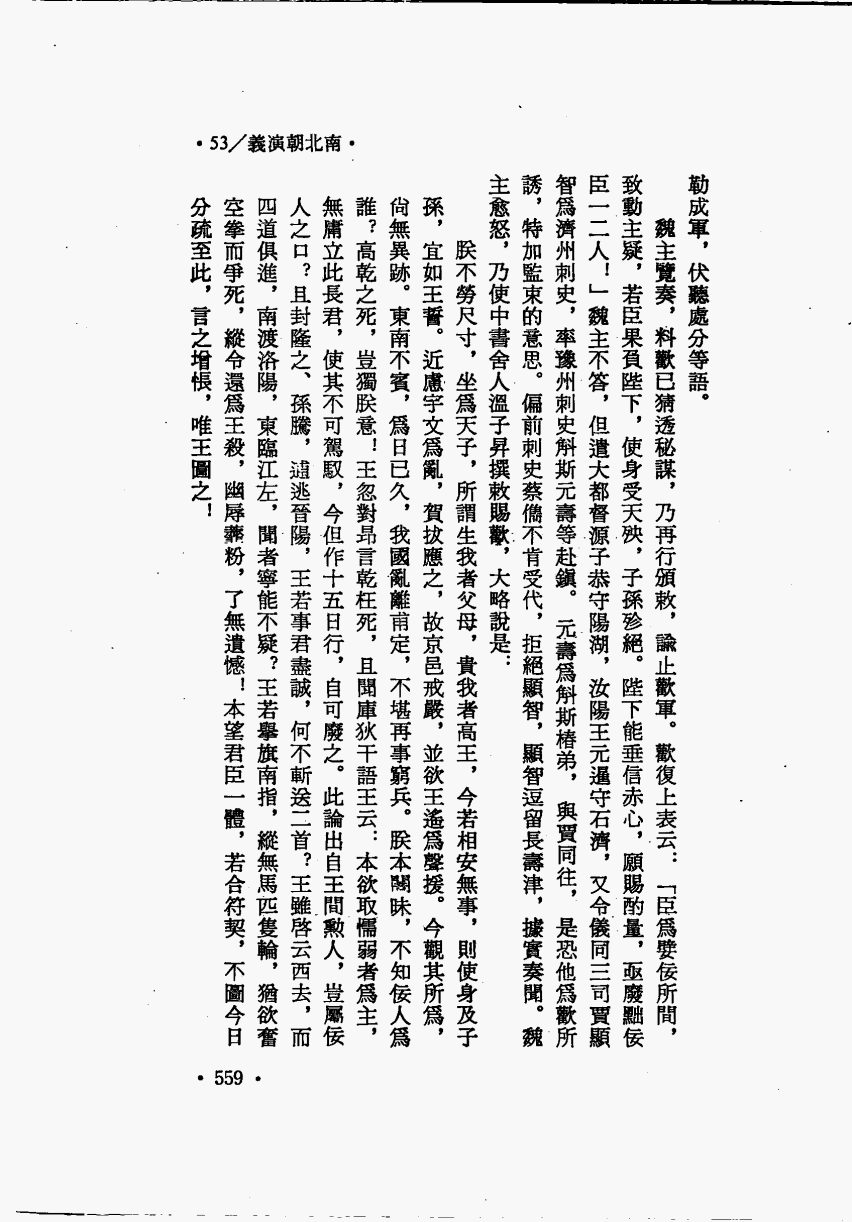 •53/義演朝北南•
勒成軍，伏聽處分等語。
魏主覽奏，料歡已猜透秘謀，乃再行頒敕，諭止歡軍。歡復上表云：「臣爲嬖佞所間，
致動主疑，若臣果負陛下，使身受天殃，子孫殄絕。陛下能垂信赤心，願賜酌量，亟廢黜佞
臣一二人！」魏主不答，但遣大都督源子恭守陽湖，汝陽王元暹守石濟，又令儀同三司賈顯
智爲濟州刺史，率豫州刺史斛斯元壽等赴鎮。元壽爲斛斯椿弟，與賈同往，是恐他爲歡所
誘，特加監束的意思。偏前刺史蔡儁不肯受代，拒絕顯智，顯智逗留長壽津，據實奏聞。魏
主愈怒，乃使中書舍人溫子昇撰敕賜歡，大略說是：
朕不勞尺寸，坐爲天子，所謂生我者父母，貴我者高王，今若相安無事，則使身及子
孫，宜如王誓。近慮宇文爲亂，賀拔應之，故京邑戒嚴，並欲王遙爲聲援。今觀其所爲，
尙無異跡。東南不賓，爲日已久，我國亂離甫定，不堪再事窮兵。朕本闇昧，不知佞人爲
誰？高乾之死，豈獨朕意！王忽對昂言乾枉死，且聞庫狄干語王云：本欲取懦弱者爲主，
無庸立此長君，使其不可駕馭，今但作十五日行，自可廢之。此論出自王間勳人，豈屬佞
人之口？且封隆之、孫騰，逋逃晉陽，王若事君盡誠，何不斬送二首？王雖啓云西去，而
四道俱進，南渡洛陽，東臨江左，聞者寧能不疑？王若舉旗南指，縱無馬匹隻輪，猶欲奮
空拳而爭死，縱令還爲王殺，幽辱虀粉，了無遺憾！本望君臣一體，若合符契，不圖今日
分疏至此，言之增悵，唯王圖之！
•559•